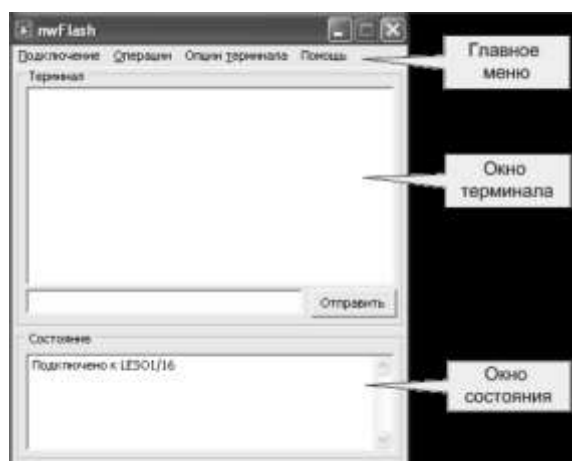 nwFlash
Подключение Операции Опции терминала Помощь
Главное
меню
Терминал
Окно
терминала
Отправить
Состояние
Подключено к LESO1/16
Окно
состояния